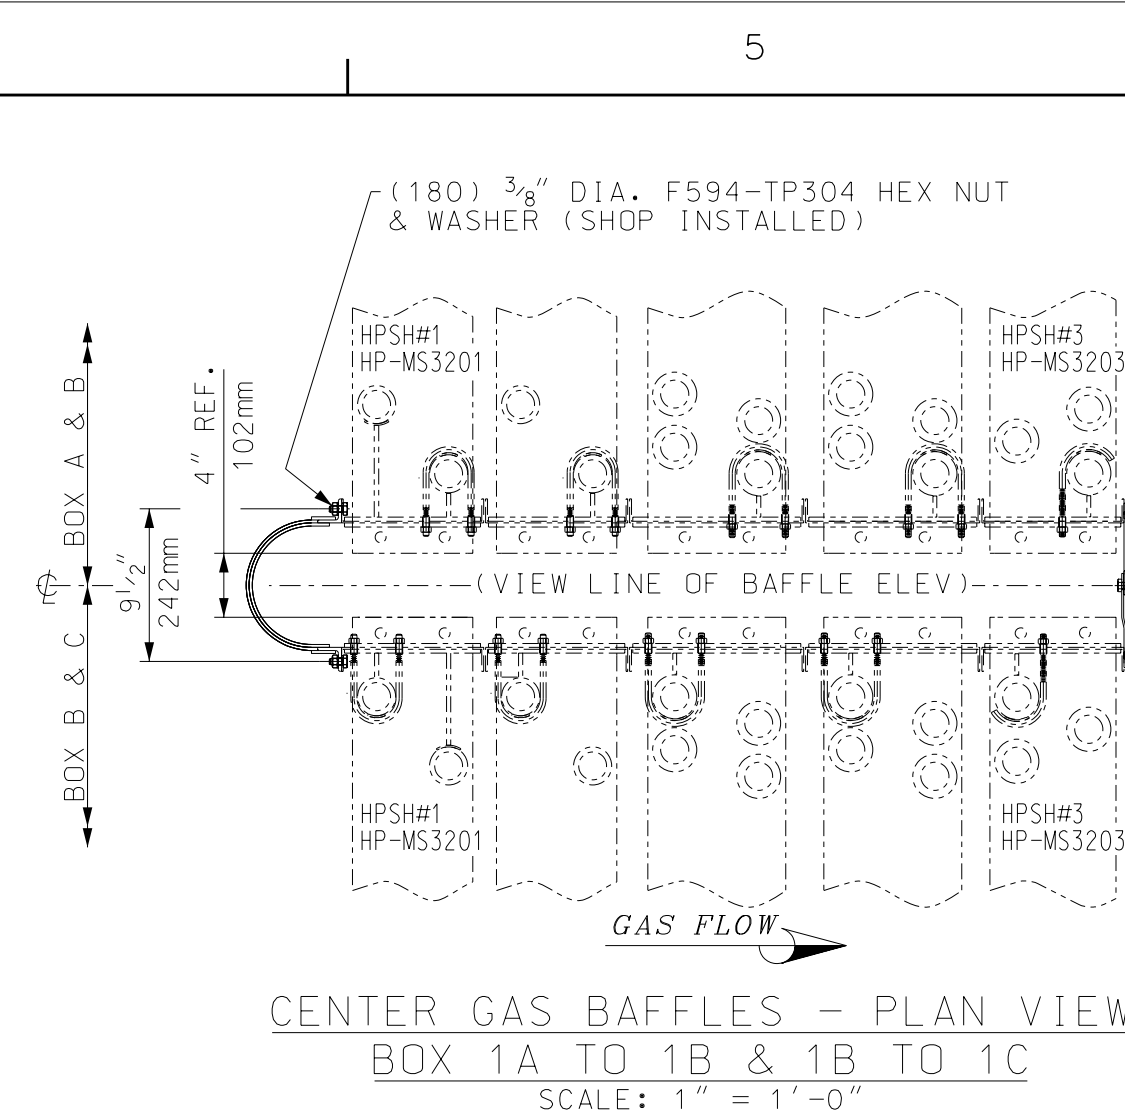 5
(180) 3/8" DIA. F594-TP304 HEX NUT
& WASHER (SHOP INSTALLED)
HPSH#1
HP-MS3201
HPSH#3
HP-MS3203
BOX A & B
4" REF.
102mm
9 1/2"
242mm
(VIEW LINE OF BAFFLE ELEV)
BOX B & C
HPSH#1
HP-MS3201
HPSH#3
HP-MS3203
GAS FLOW
CENTER GAS BAFFLES - PLAN VIEW
BOX 1A TO 1B & 1B TO 1C
SCALE: 1" = 1'-0"